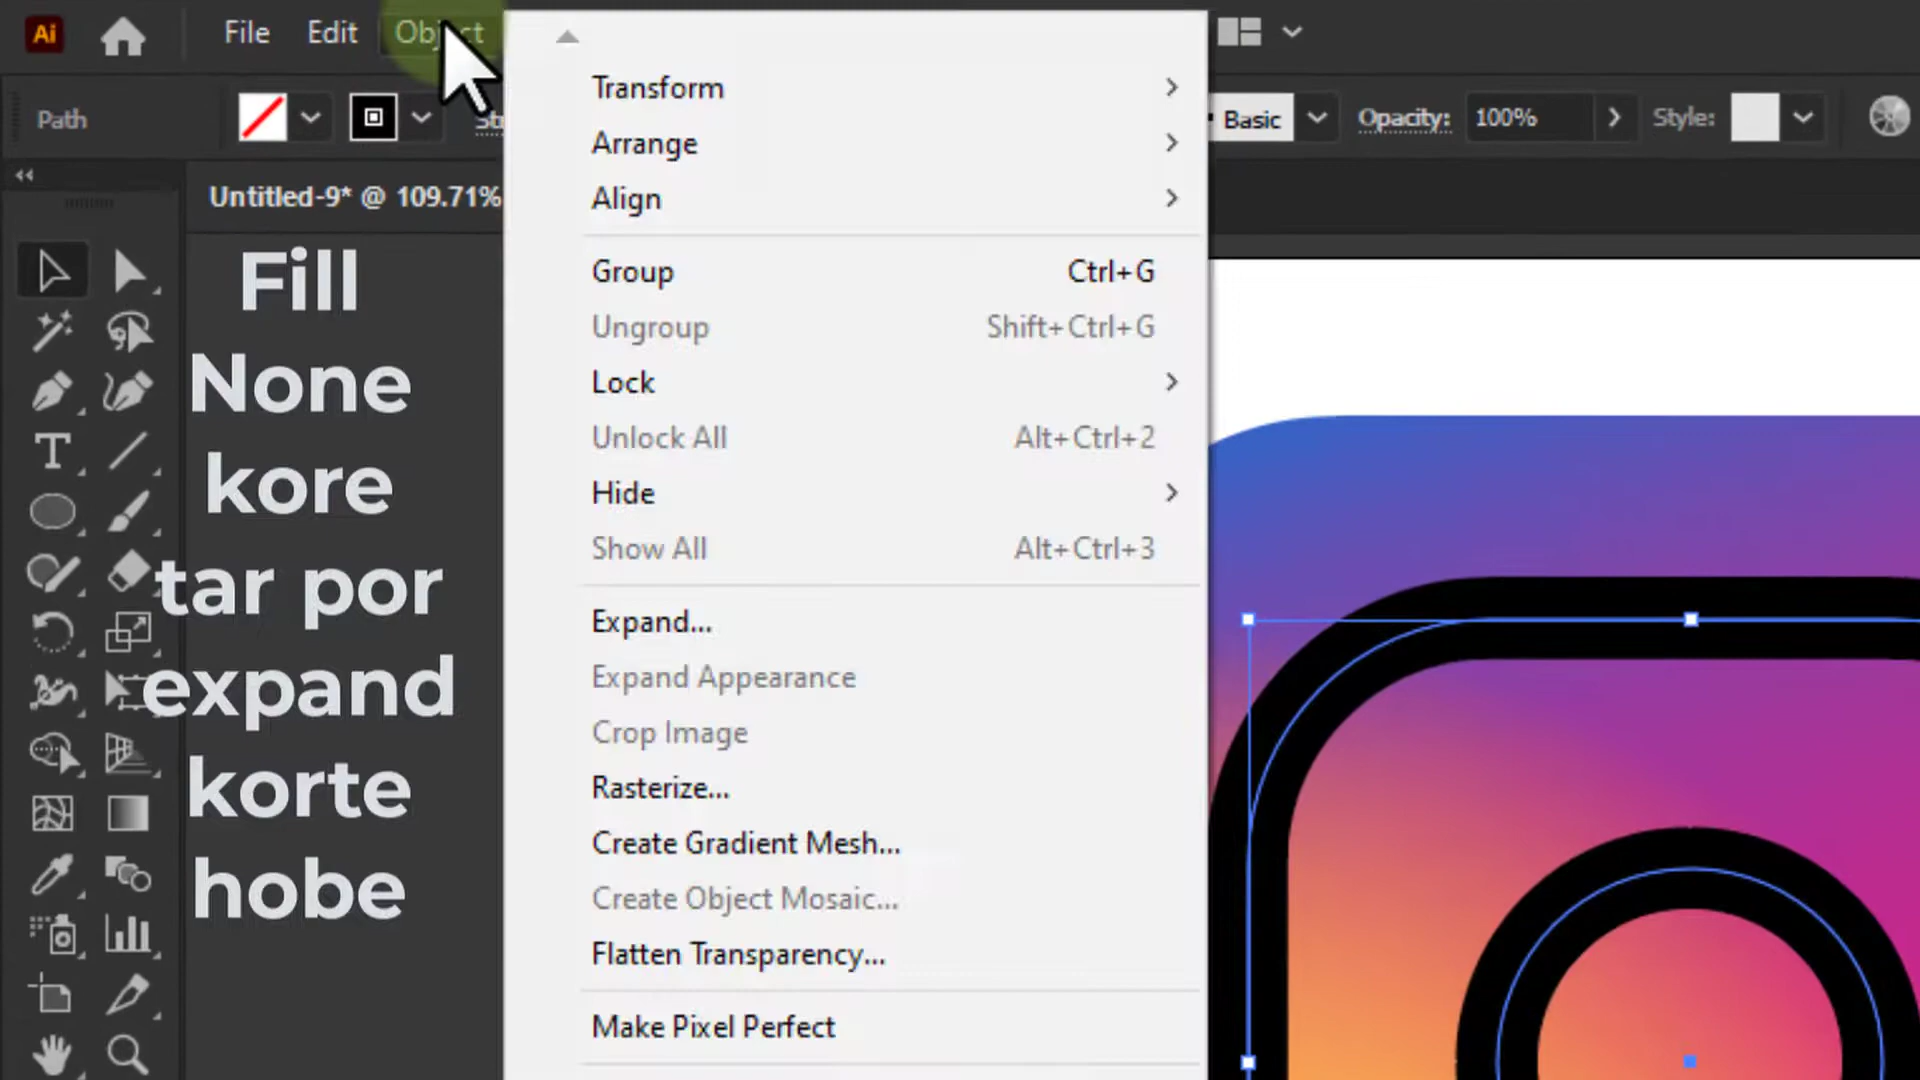 Ai
File Edit Object
Path
Basic Opacity: 100% Style:
Untitled-9* @ 109.71%
Transform
Arrange
Align
Group Ctrl+G
Ungroup Shift+Ctrl+G
Lock
Unlock All Alt+Ctrl+2
Hide
Show All Alt+Ctrl+3
Expand...
Expand Appearance
Crop Image
Rasterize...
Create Gradient Mesh...
Create Object Mosaic...
Flatten Transparency...
Make Pixel Perfect
Fill
None
kore
tar por
expand
korte
hobe